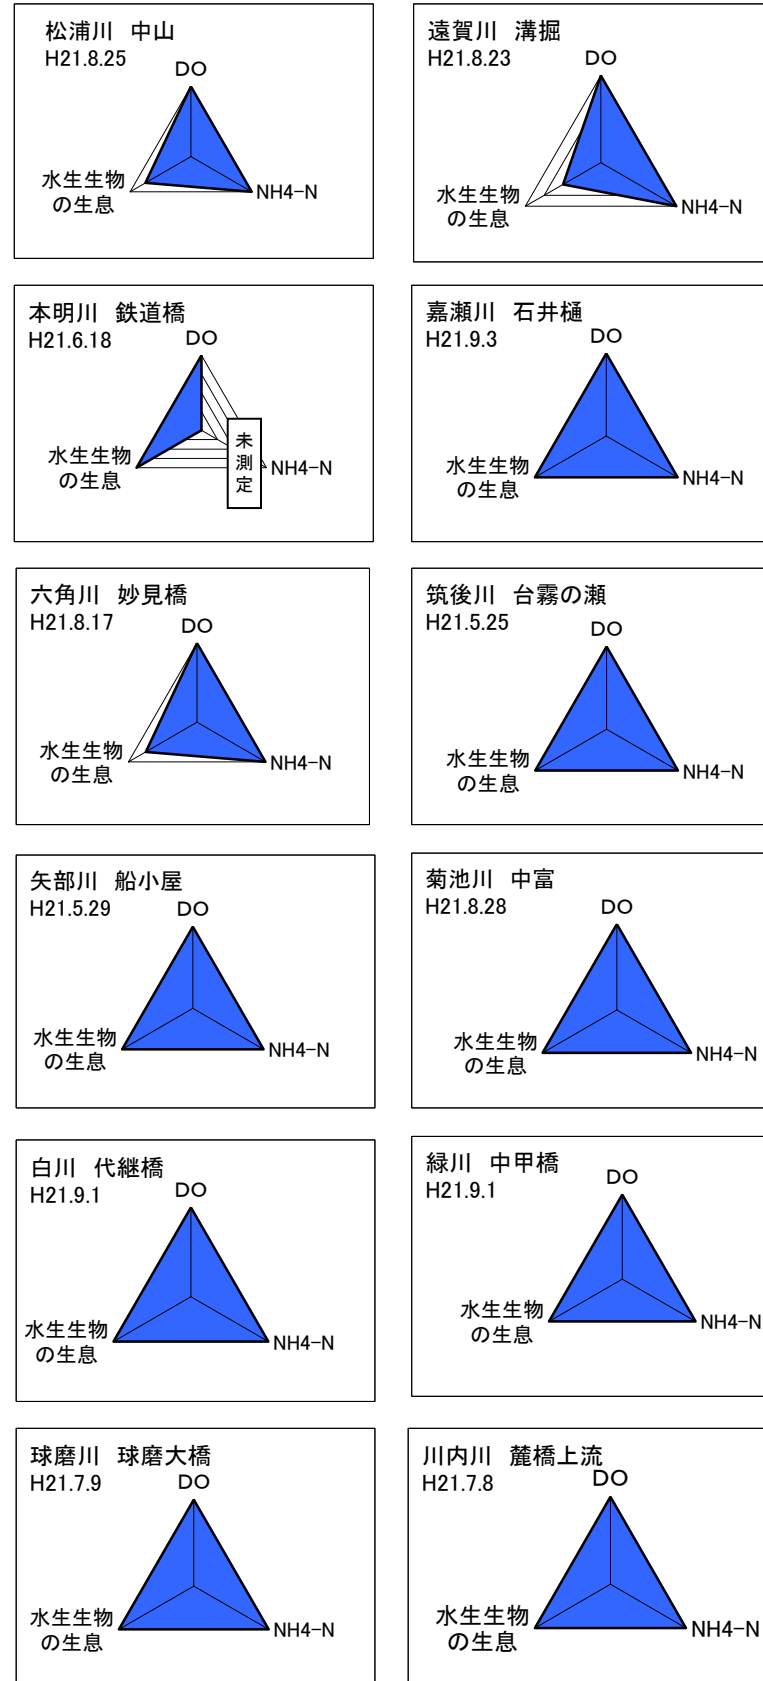 松浦川 中山
H21.8.25
DO
水生生物
の生息
NH4-N
遠賀川 溝掘
H21.8.23
DO
水生生物
の生息
NH4-N
本明川 鉄道橋
H21.6.18
DO
水生生物
の生息
未
測
定
NH4-N
嘉瀬川 石井樋
H21.9.3
DO
水生生物
の生息
NH4-N
六角川 妙見橋
H21.8.17
DO
水生生物
の生息
NH4-N
筑後川 台霧の瀬
H21.5.25
DO
水生生物
の生息
NH4-N
矢部川 船小屋
H21.5.29
DO
水生生物
の生息
NH4-N
菊池川 中富
H21.8.28
DO
水生生物
の生息
NH4-N
白川 代継橋
H21.9.1
DO
水生生物
の生息
NH4-N
緑川 中甲橋
H21.9.1
DO
水生生物
の生息
NH4-N
球磨川 球磨大橋
H21.7.9
DO
水生生物
の生息
NH4-N
川内川 麓橋上流
H21.7.8
DO
水生生物
の生息
NH4-N